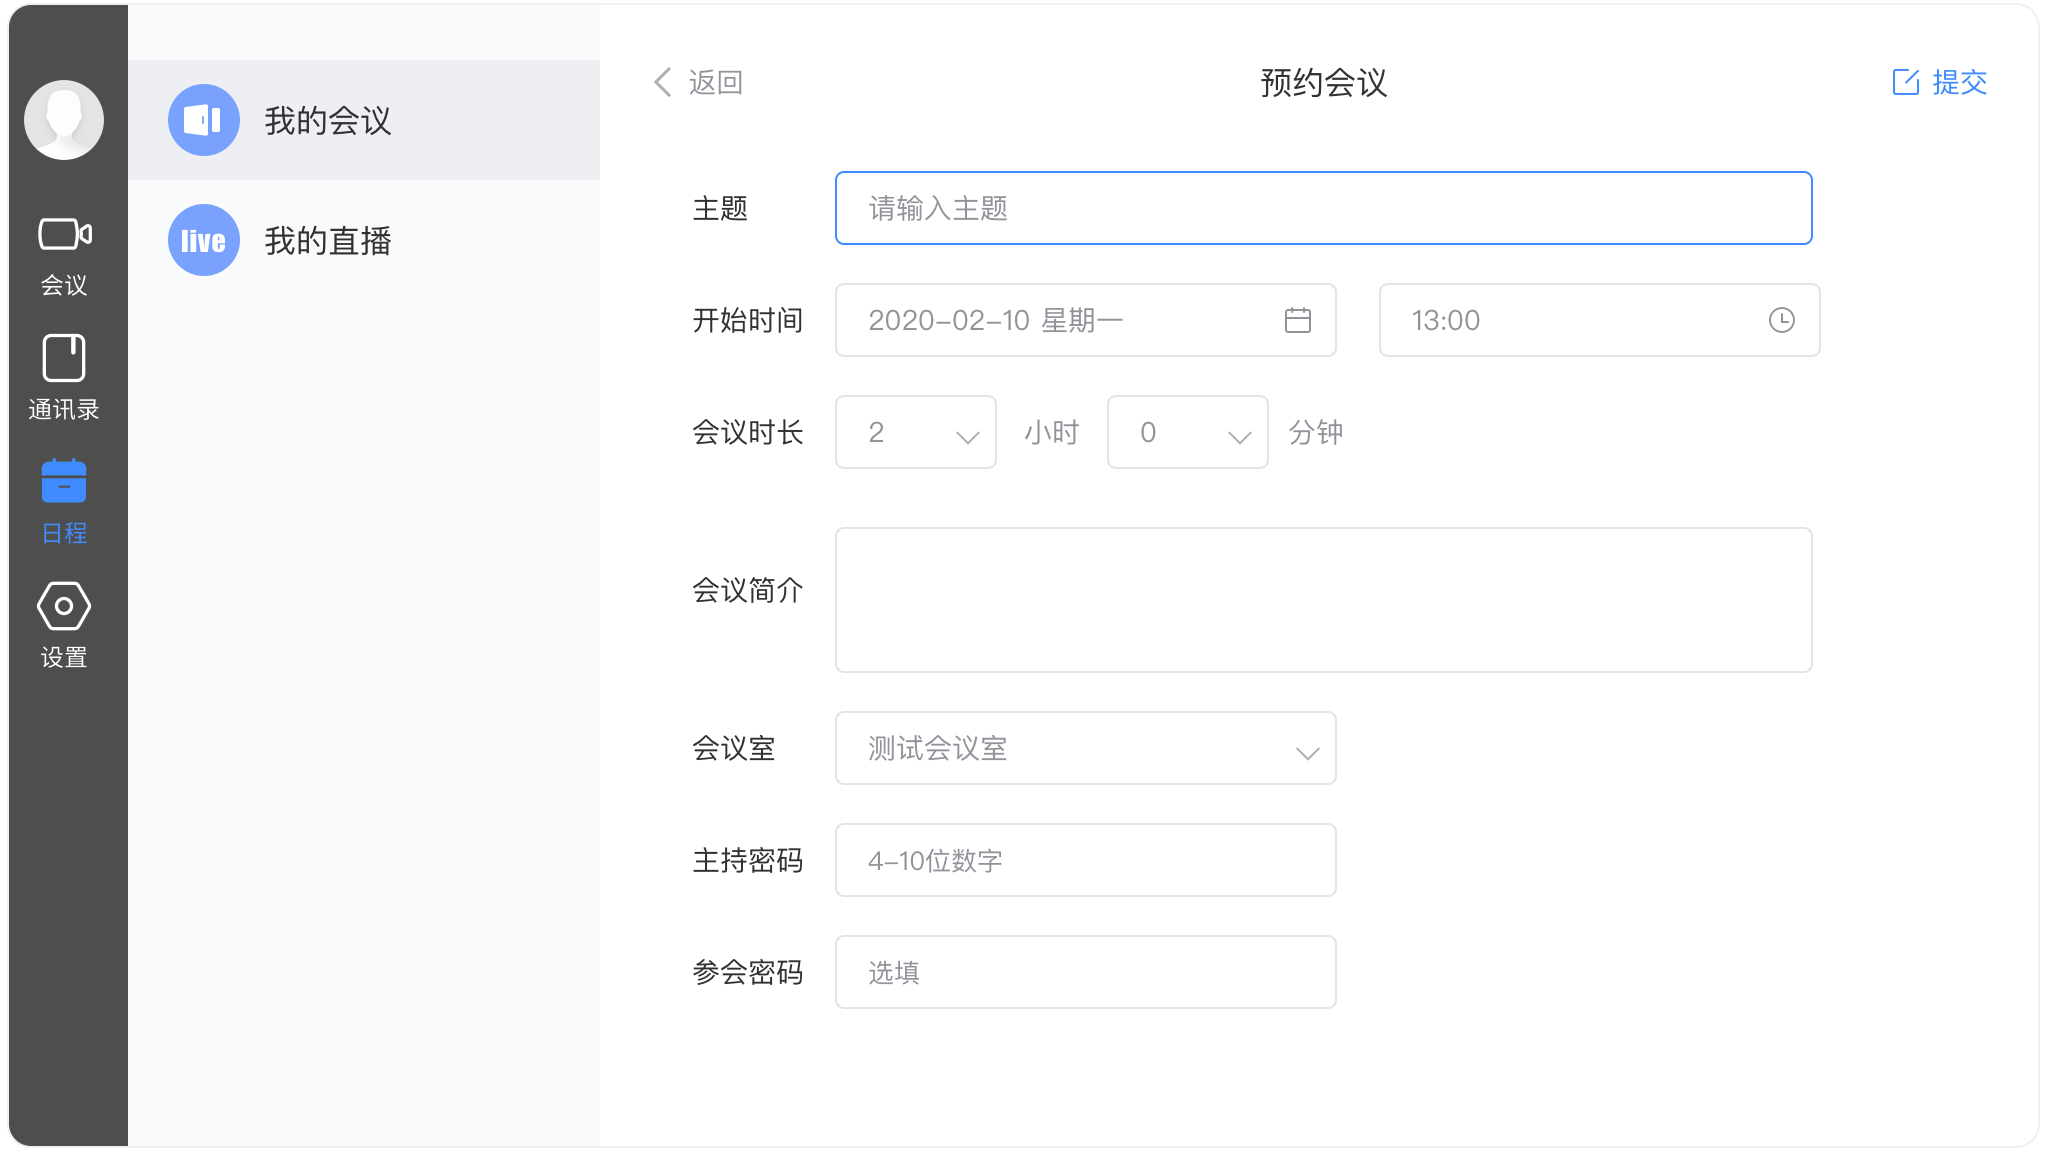 会议
通讯录
日程
设置
我的会议
live
我的直播
返回
预约会议
提交
主题
请输入主题
开始时间
2020-02-10 星期一
13:00
会议时长
2
小时
0
分钟
会议简介
会议室
测试会议室
主持密码
4-10位数字
参会密码
选填